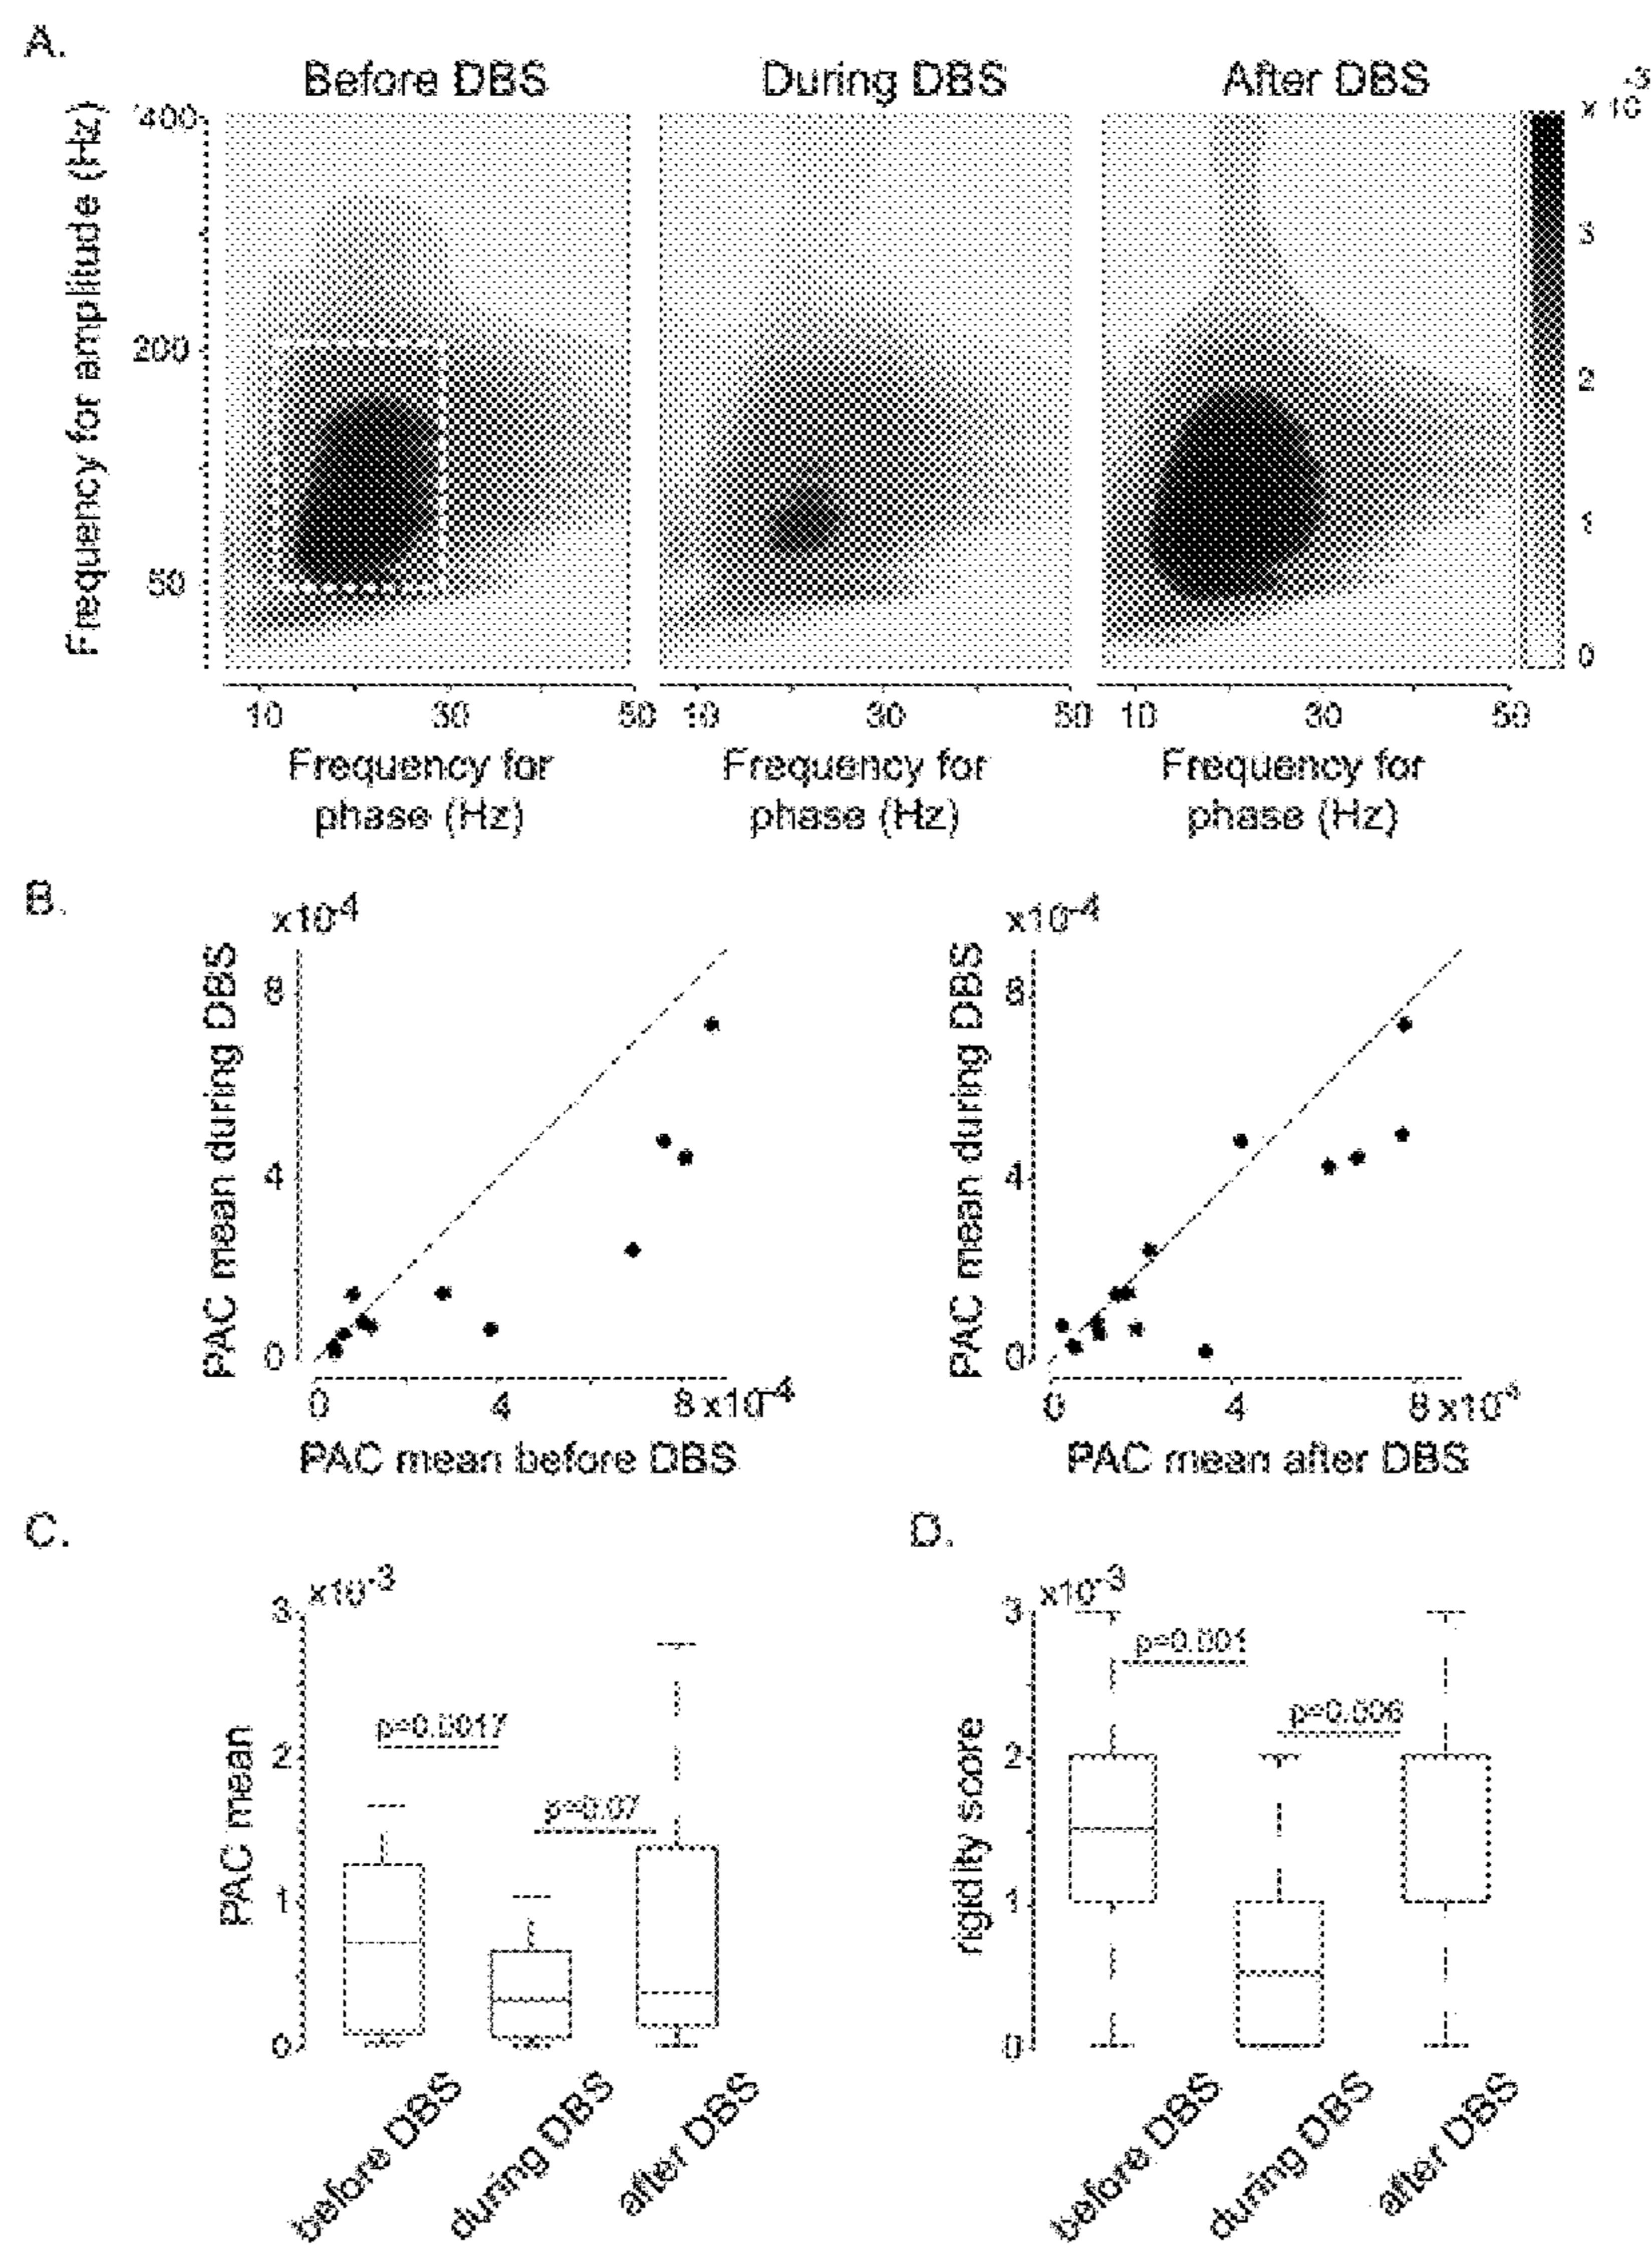 A.
Before DBS During DBS After DBS
x 10-3
Frequency for amplitude (Hz)
400
200
50
3
2
1
0
10 30 50 10 30 50 10 30 50
Frequency for phase (Hz)
Frequency for phase (Hz)
Frequency for phase (Hz)
B.
x10-4
PAC mean during DBS
8
4
0
0 4 8 x10-4
PAC mean before DBS
x10-4
PAC mean during DBS
8
4
0
0 4 8 x10-4
PAC mean after DBS
C.
x10-3
PAC mean
3
2
1
0
p=0.0017
p=0.07
before DBS
during DBS
after DBS
D.
x10-3
rigidity score
3
2
1
0
p=0.001
p=0.006
before DBS
during DBS
after DBS